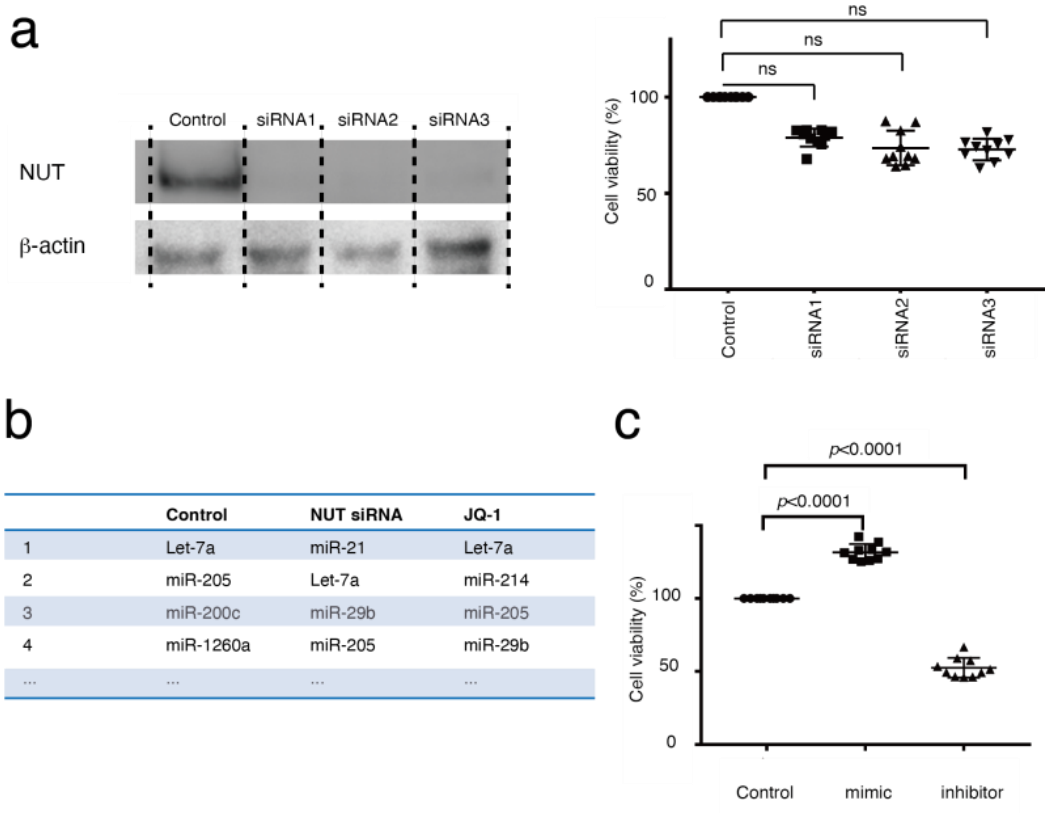 a
Control siRNA1 siRNA2 siRNA3
NUT
β-actin
ns
ns
ns
Cell viability (%)
100
50
0
Control
siRNA1
siRNA2
siRNA3
b
Control NUT siRNA JQ-1
1 Let-7a miR-21 Let-7a
2 miR-205 Let-7a miR-214
3 miR-200c miR-29b miR-205
4 miR-1260a miR-205 miR-29b
... ... ... ...
c
p<0.0001
p<0.0001
Cell viability (%)
100
50
0
Control mimic inhibitor